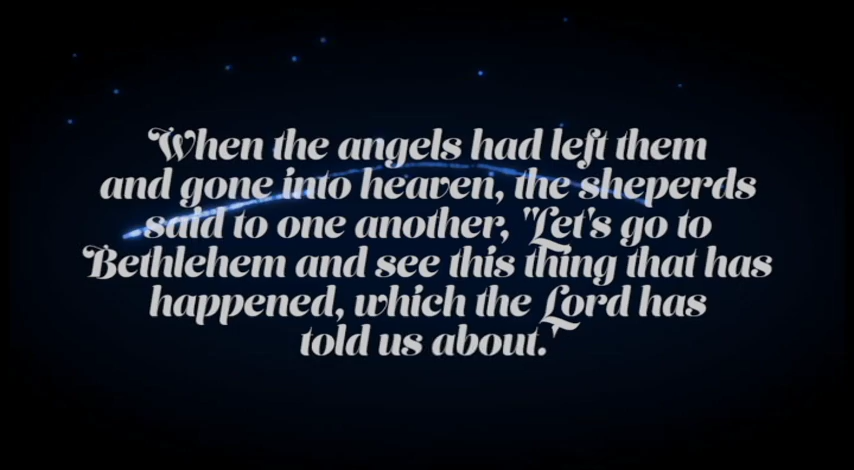 When the angels had left them
and gone into heaven, the sheperds
said to one another, "Let's go to
Bethlehem and see this thing that has
happened, which the Lord has
told us about."